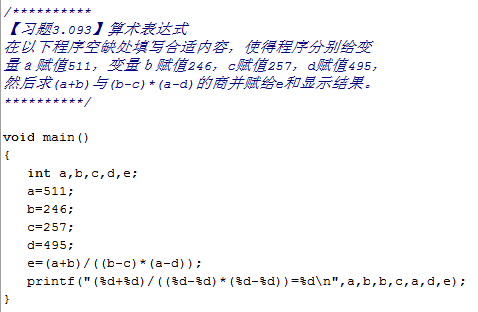 /**********
【习题3.093】算术表达式
在以下程序空缺处填写合适内容，使得程序分别给变
量ａ赋值511，变量ｂ赋值246，c赋值257，d赋值495，
然后求(a+b)与(b-c)*(a-d)的商并赋给e和显示结果。
**********/
void main()
{
int a,b,c,d,e;
a=511;
b=246;
c=257;
d=495;
e=(a+b)/((b-c)*(a-d));
printf("(%d+%d)/((%d-%d)*(%d-%d))=%d\n",a,b,b,c,a,d,e);
}